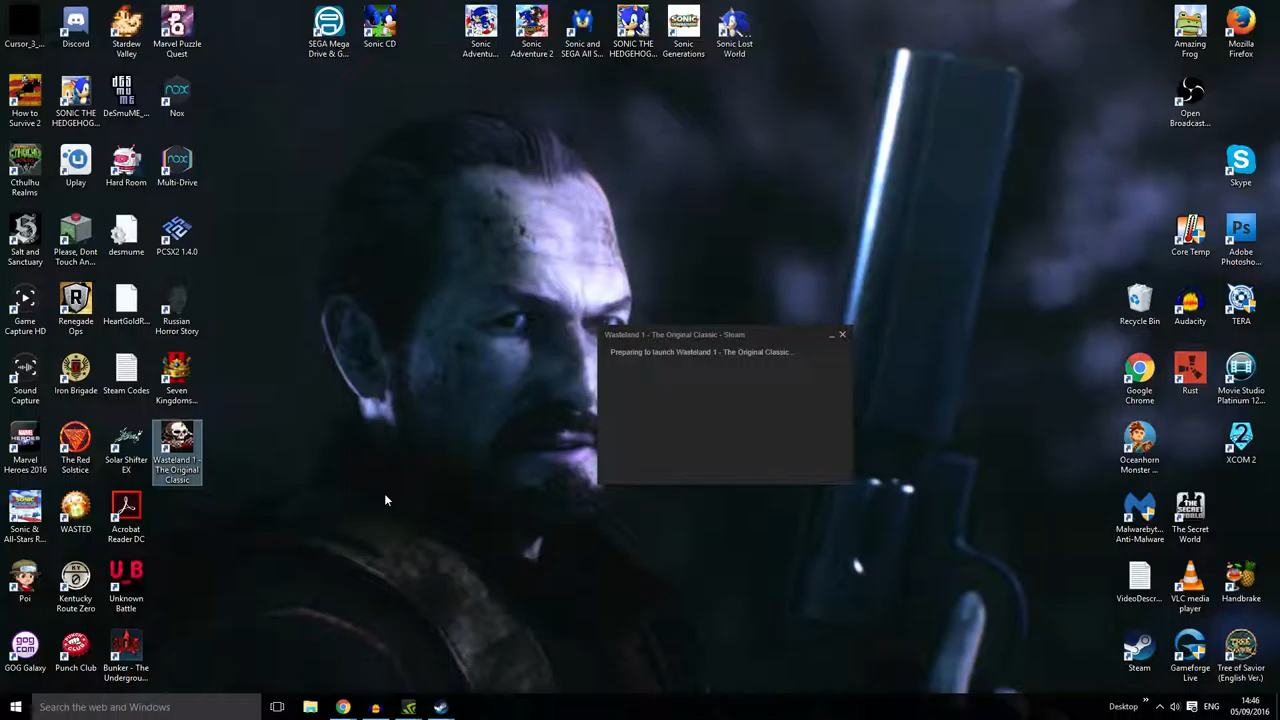 Cursor_3_...
Discord
Stardew
Valley
Marvel Puzzle
Quest
SEGA Mega
Drive & G...
Sonic CD
Sonic
Adventu...
Sonic
Adventure 2
Sonic and
SEGA All S...
SONIC THE
HEDGEHOG...
Sonic
Generations
Sonic Lost
World
Amazing
Frog
Mozilla
Firefox
How to
Survive 2
SONIC THE
HEDGEHOG...
DeSmuME_...
Nox
Open
Broadcast...
Cthulhu
Realms
Uplay
Hard Room
Multi-Drive
Skype
Salt and
Sanctuary
Please, Dont
Touch An...
desmume
PCSX2 1.4.0
Core Temp
Adobe
Photosho...
Game
Capture HD
Renegade
Ops
HeartGoldR...
Russian
Horror Story
Recycle Bin
Audacity
TERA
Wasteland 1 - The Original Classic - Steam
Preparing to launch Wasteland 1 - The Original Classic...
Sound
Capture
Iron Brigade
Steam Codes
Seven
Kingdoms...
Google
Chrome
Rust
Movie Studio
Platinum 12...
Marvel
Heroes 2016
The Red
Solstice
Solar Shifter
EX
Wasteland 1 -
The Original
Classic
Oceanhorn
Monster ...
XCOM 2
Sonic &
All-Stars R...
WASTED
Acrobat
Reader DC
Malwareby...
Anti-Malware
The Secret
World
Poi
Kentucky
Route Zero
Unknown
Battle
VideoDescr...
VLC media
player
Handbrake
GOG Galaxy
Punch Club
Bunker - The
Undergrou...
Steam
Gameforge
Live
Tree of Savior
(English Ver.)
Search the web and Windows
Desktop
ENG
14:46
05/09/2016